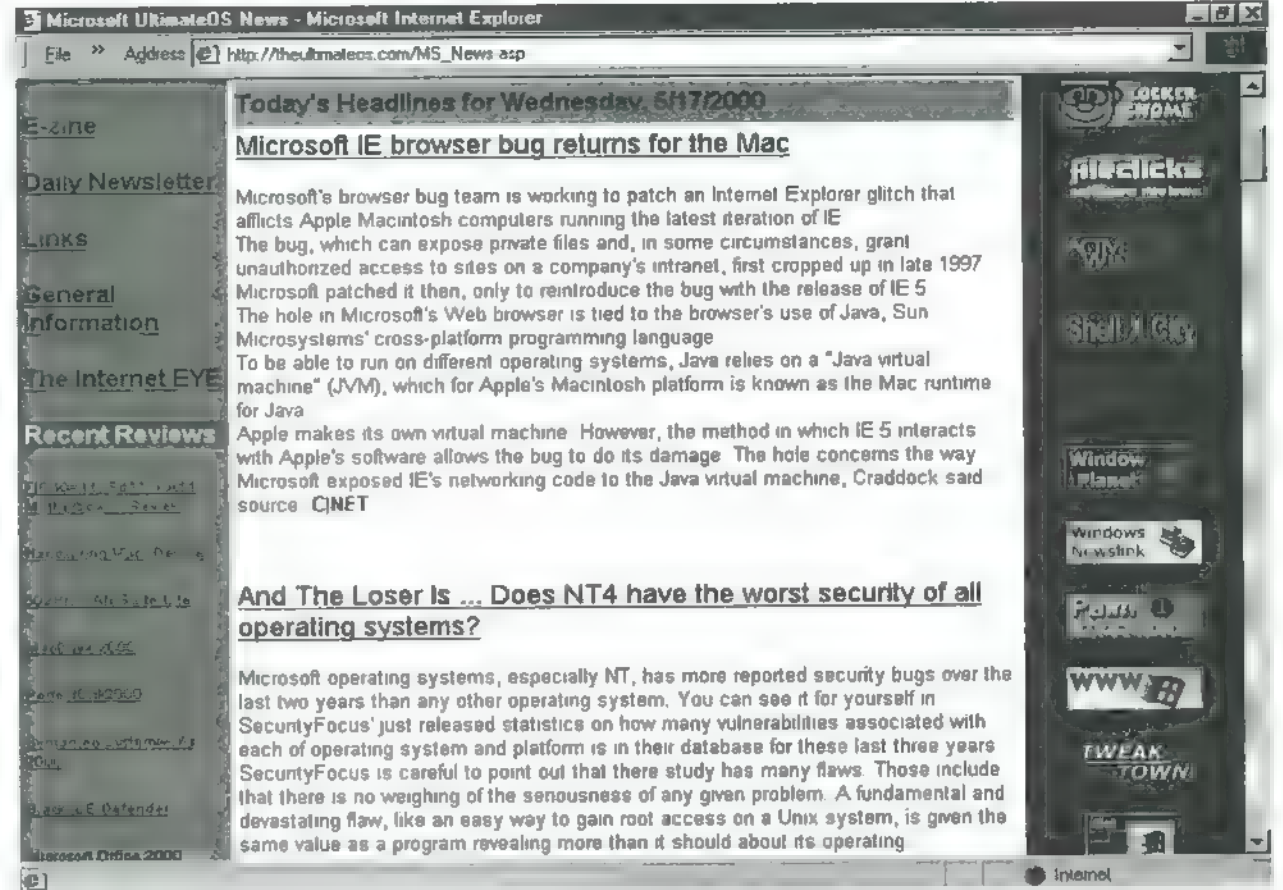 Microsoft UltimateOS News - Microsoft Internet Explorer
File » Address http://theultimateos.com/MS_News.asp
E-zine
Daily Newsletter
Links
General
Information
The Internet EYE
Recent Reviews
BlackICE Defender
Microsoft Office 2000
Today's Headlines for Wednesday, 5/17/2000
Microsoft IE browser bug returns for the Mac
Microsoft's browser bug team is working to patch an Internet Explorer glitch that
afflicts Apple Macintosh computers running the latest iteration of IE
The bug, which can expose private files and, in some circumstances, grant
unauthorized access to sites on a company's intranet, first cropped up in late 1997
Microsoft patched it then, only to reintroduce the bug with the release of IE 5
The hole in Microsoft's Web browser is tied to the browser's use of Java, Sun
Microsystems' cross-platform programming language
To be able to run on different operating systems, Java relies on a "Java virtual
machine" (JVM), which for Apple's Macintosh platform is known as the Mac runtime
for Java
Apple makes its own virtual machine However, the method in which IE 5 interacts
with Apple's software allows the bug to do its damage The hole concerns the way
Microsoft exposed IE's networking code to the Java virtual machine, Craddock said
source C|NET
And The Loser Is ... Does NT4 have the worst security of all
operating systems?
Microsoft operating systems, especially NT, has more reported security bugs over the
last two years than any other operating system. You can see it for yourself in
SecurityFocus' just released statistics on how many vulnerabilities associated with
each of operating system and platform is in their database for these last three years
SecurityFocus is careful to point out that there study has many flaws. Those include
that there is no weighing of the seriousness of any given problem. A fundamental and
devastating flaw, like an easy way to gain root access on a Unix system, is given the
same value as a program revealing more than it should about its operating
LOCKER
GNOME
fileclicks
Shell City
Window
Planet
Windows
Newslink
WWW
TWEAK
TOWN
Internet